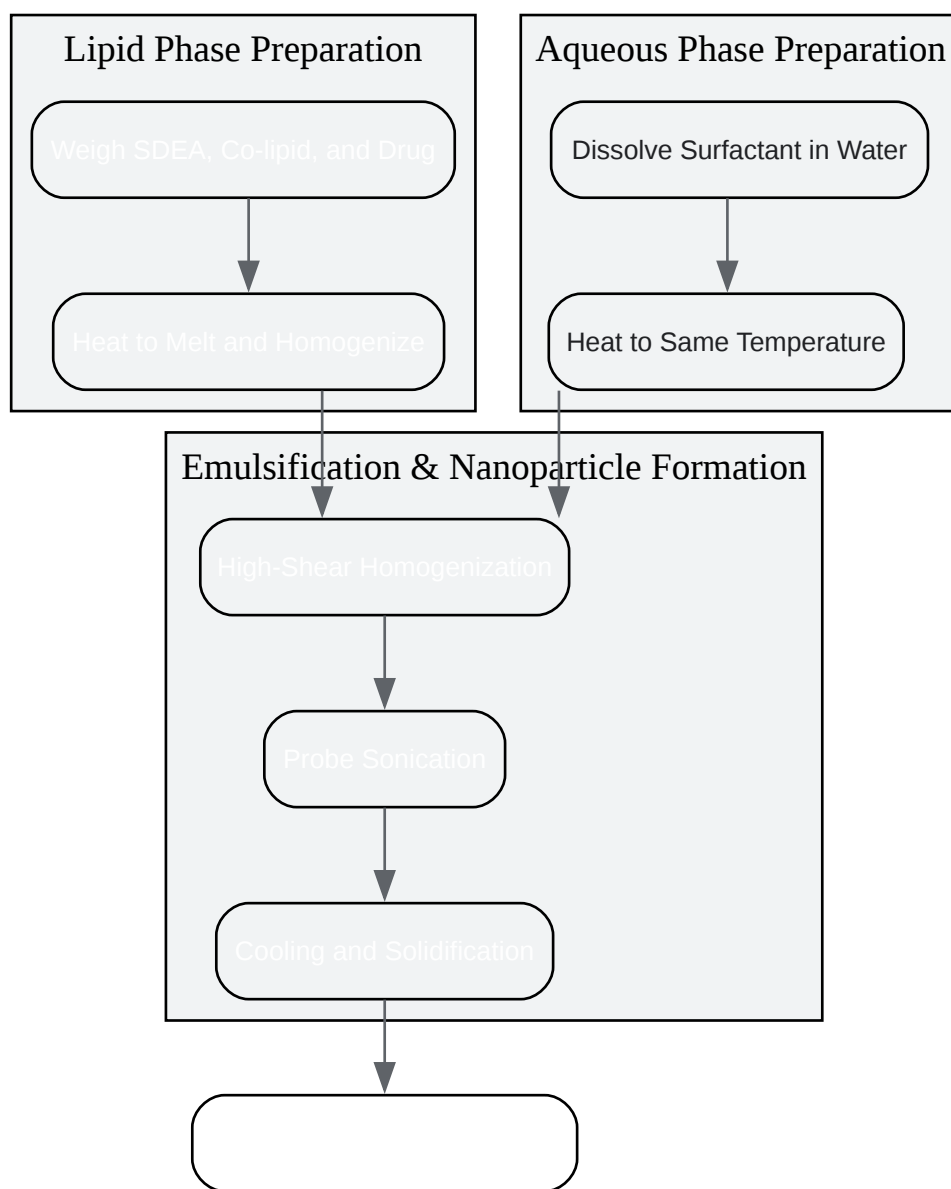 Lipid Phase Preparation
Weigh SDEA, Co-lipid, and Drug
Heat to Melt and Homogenize
Aqueous Phase Preparation
Dissolve Surfactant in Water
Heat to Same Temperature
Emulsification & Nanoparticle Formation
High-Shear Homogenization
Probe Sonication
Cooling and Solidification